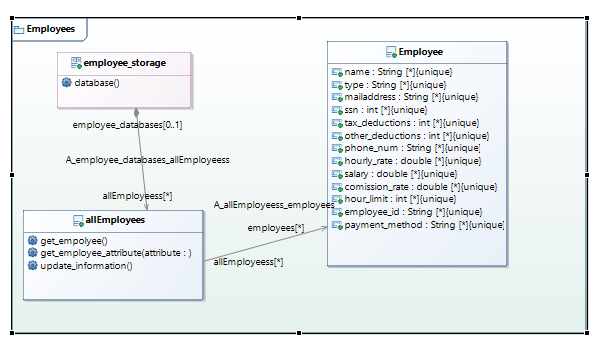 Employees
employee_storage
database()
employee_databases[0..1]
A_employee_databases_allEmployeess
allEmployeess[*]
allEmployees
get_empolyee()
get_employee_attribute(attribute : )
update_information()
Employee
name : String [*]{unique}
type : String [*]{unique}
mailaddress : String [*]{unique}
ssn : int [*]{unique}
tax_deductions : int [*]{unique}
other_deductions : int [*]{unique}
phone_num : String [*]{unique}
hourly_rate : double [*]{unique}
salary : double [*]{unique}
comission_rate : double [*]{unique}
hour_limit : int [*]{unique}
employee_id : String [*]{unique}
payment_method : String [*]{unique}
A_allEmployeess_employees
employees[*]
allEmployeess[*]